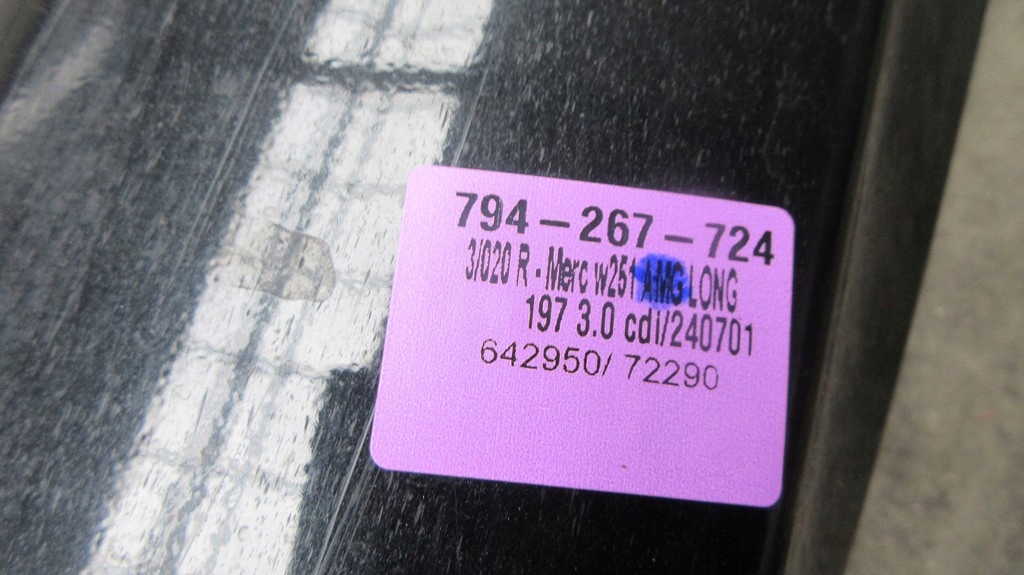 794-267-724
3/020 R - Merc w251 AMG LONG
197 3.0 cdi/240701
642950/ 72290